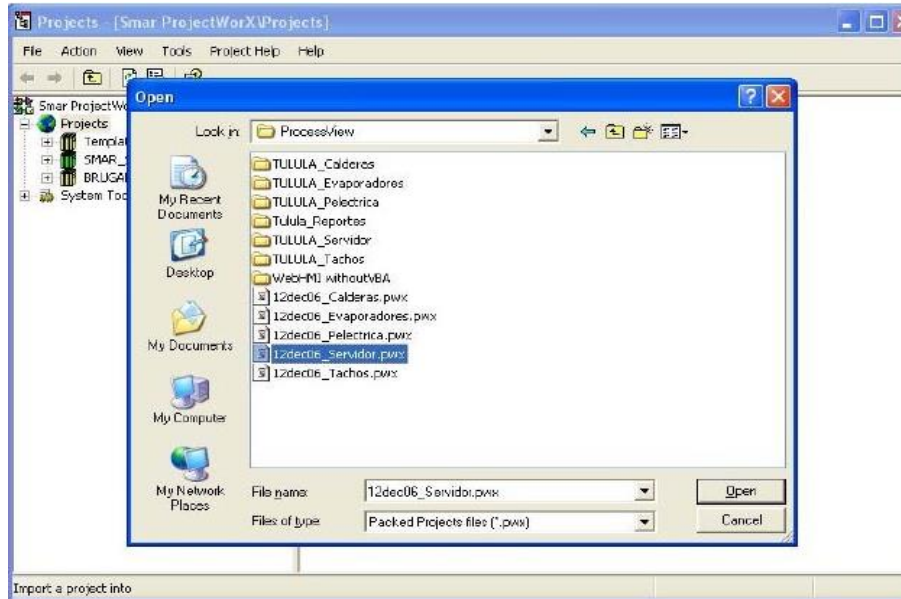 Projects - [Smar ProjectWorX\Projects]
File Action View Tools Project Help Help
Smar ProjectWo
Projects
Templat
SMAR_
BRUGA
System Too
Open
Look in: ProcessView
My Recent Documents
Desktop
My Documents
My Computer
My Network Places
TULULA_Calderas
TULULA_Evaporadores
TULULA_Pelectrica
Tulula_Reportes
TULULA_Servidor
TULULA_Tachos
WebHMI withoutVBA
12dec06_Calderas.pwx
12dec06_Evaporadores.pwx
12dec06_Pelectrica.pwx
12dec06_Servidor.pwx
12dec06_Tachos.pwx
File name: 12dec06_Servidor.pwx
Open
Files of type: Packed Projects files (*.pwx)
Cancel
Import a project into